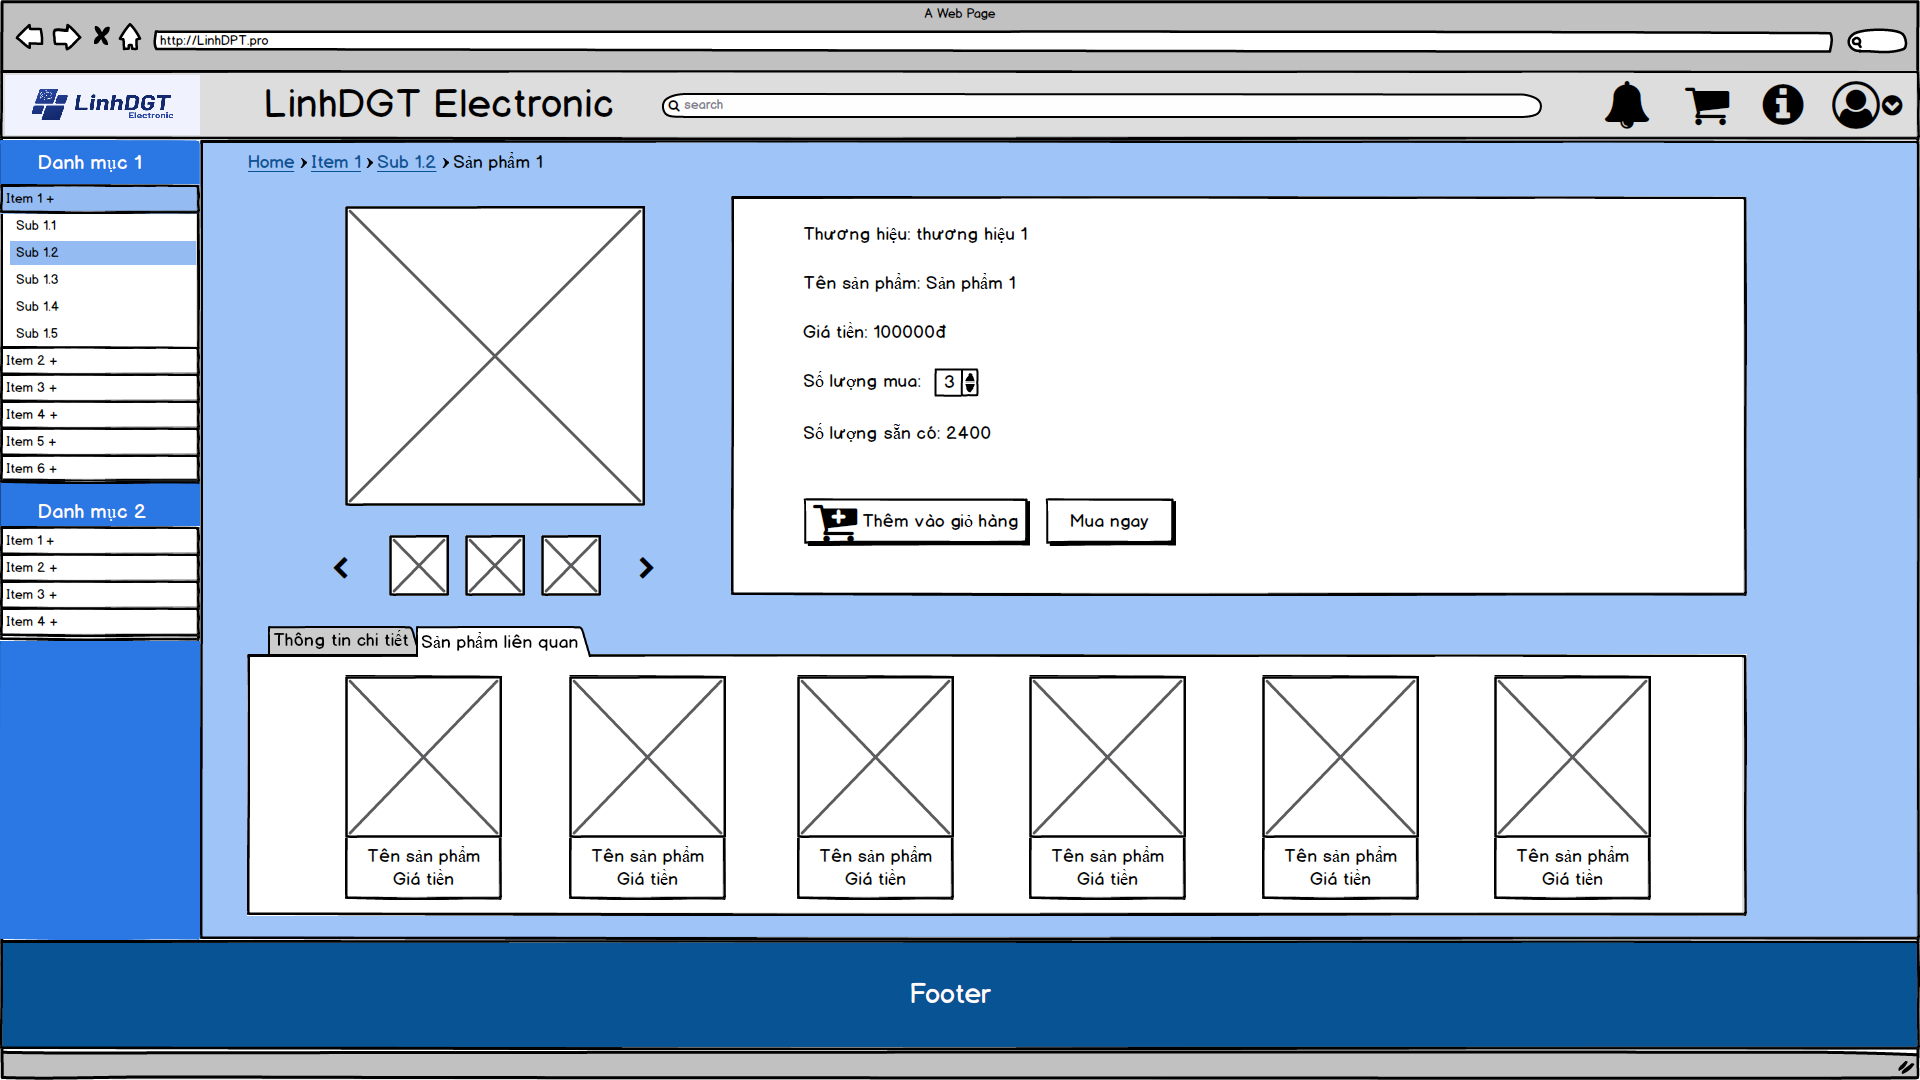 A Web Page
http://LinhDPT.pro
LinhDGT
Electronic
LinhDGT Electronic
search
Danh mục 1
Item 1 +
Sub 1.1
Sub 1.2
Sub 1.3
Sub 1.4
Sub 1.5
Item 2 +
Item 3 +
Item 4 +
Item 5 +
Item 6 +
Danh mục 2
Item 1 +
Item 2 +
Item 3 +
Item 4 +
Home › Item 1 › Sub 1.2 › Sản phẩm 1
Thương hiệu: thương hiệu 1
Tên sản phẩm: Sản phẩm 1
Giá tiền: 100000đ
Số lượng mua: 3
Số lượng sẵn có: 2400
Thêm vào giỏ hàng
Mua ngay
Thông tin chi tiết
Sản phẩm liên quan
Tên sản phẩm
Giá tiền
Tên sản phẩm
Giá tiền
Tên sản phẩm
Giá tiền
Tên sản phẩm
Giá tiền
Tên sản phẩm
Giá tiền
Tên sản phẩm
Giá tiền
Footer